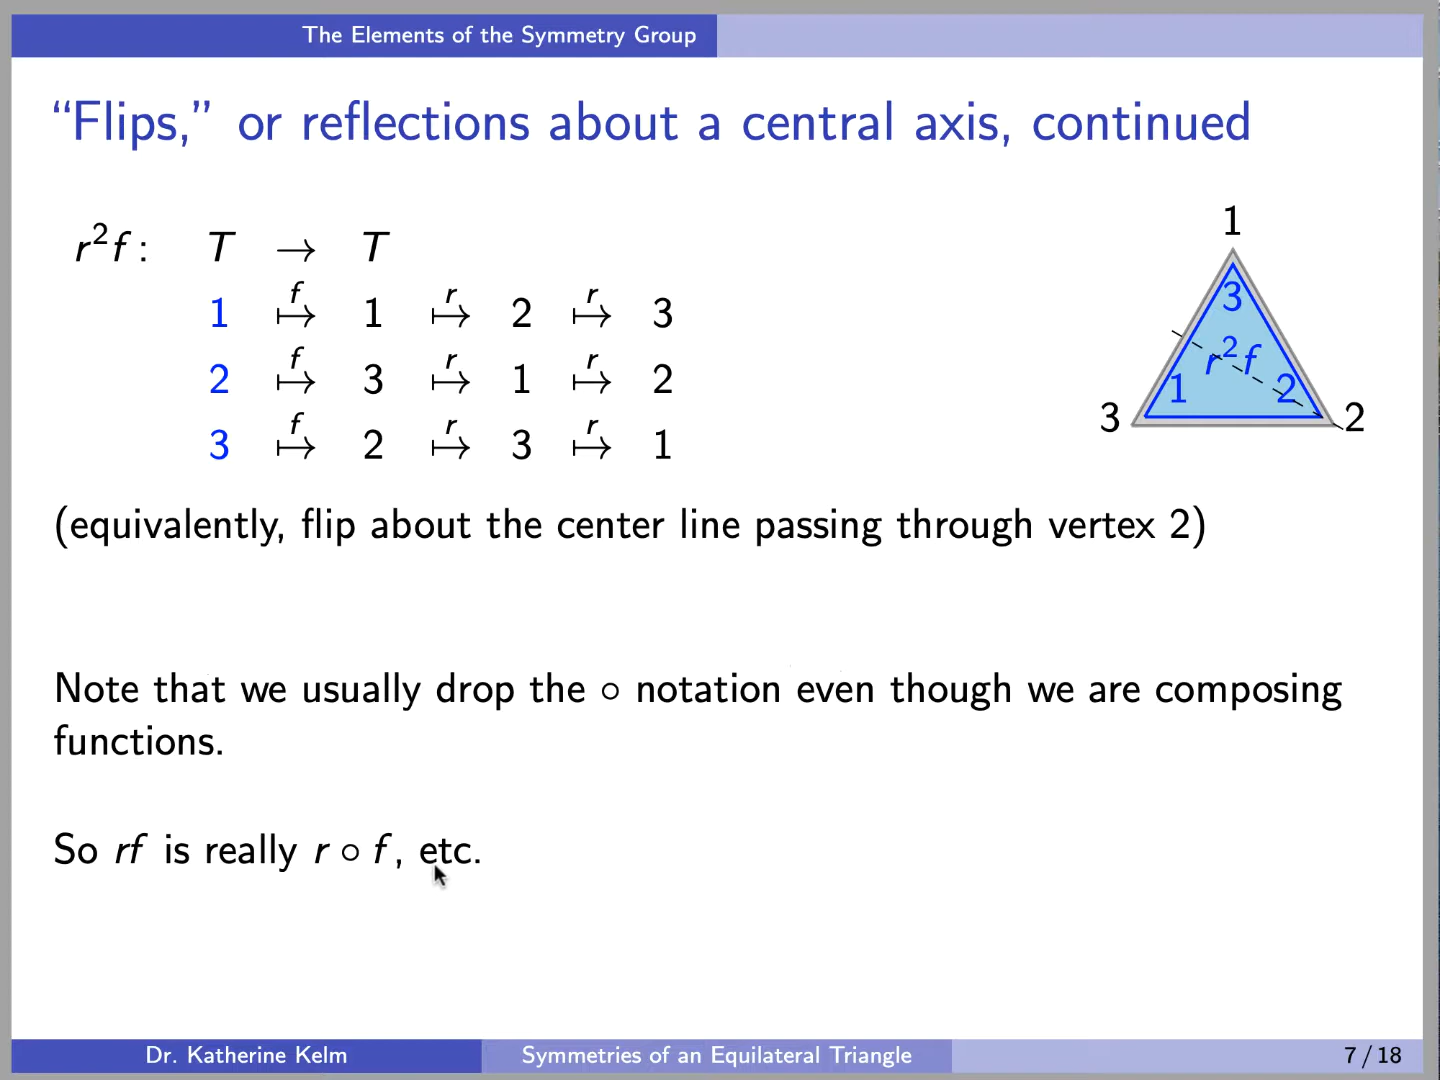 The Elements of the Symmetry Group
“Flips,” or reflections about a central axis, continued
r²f : T → T
1 f↦ 1 r↦ 2 r↦ 3
2 f↦ 3 r↦ 1 r↦ 2
3 f↦ 2 r↦ 3 r↦ 1
1
3
r²f
1 2
3 2
(equivalently, flip about the center line passing through vertex 2)
Note that we usually drop the ∘ notation even though we are composing
functions.
So rf is really r ∘ f, etc.
Dr. Katherine Kelm Symmetries of an Equilateral Triangle 7 / 18